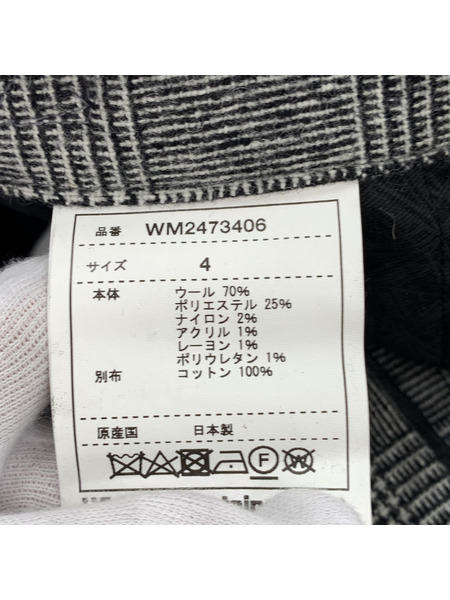 品番 WM2473406
サイズ 4
本体 ウール 70%
ポリエステル 25%
ナイロン 2%
アクリル 1%
レーヨン 1%
ポリウレタン 1%
別布 コットン 100%
原産国 日本製
F W